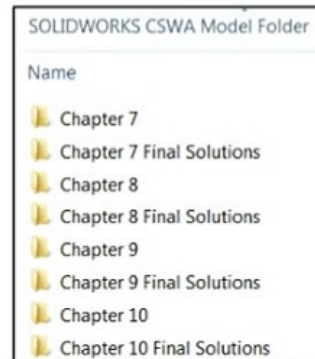 SOLIDWORKS CSWA Model Folder
Name
Chapter 7
Chapter 7 Final Solutions
Chapter 8
Chapter 8 Final Solutions
Chapter 9
Chapter 9 Final Solutions
Chapter 10
Chapter 10 Final Solutions